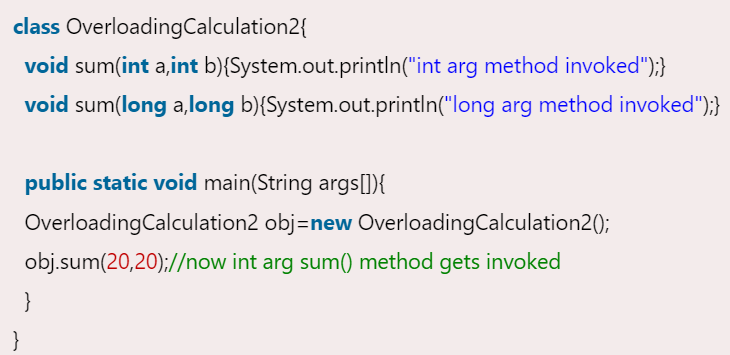 class OverloadingCalculation2{
void sum(int a,int b){System.out.println("int arg method invoked");}
void sum(long a,long b){System.out.println("long arg method invoked");}
public static void main(String args[]){
OverloadingCalculation2 obj=new OverloadingCalculation2();
obj.sum(20,20);//now int arg sum() method gets invoked
}
}